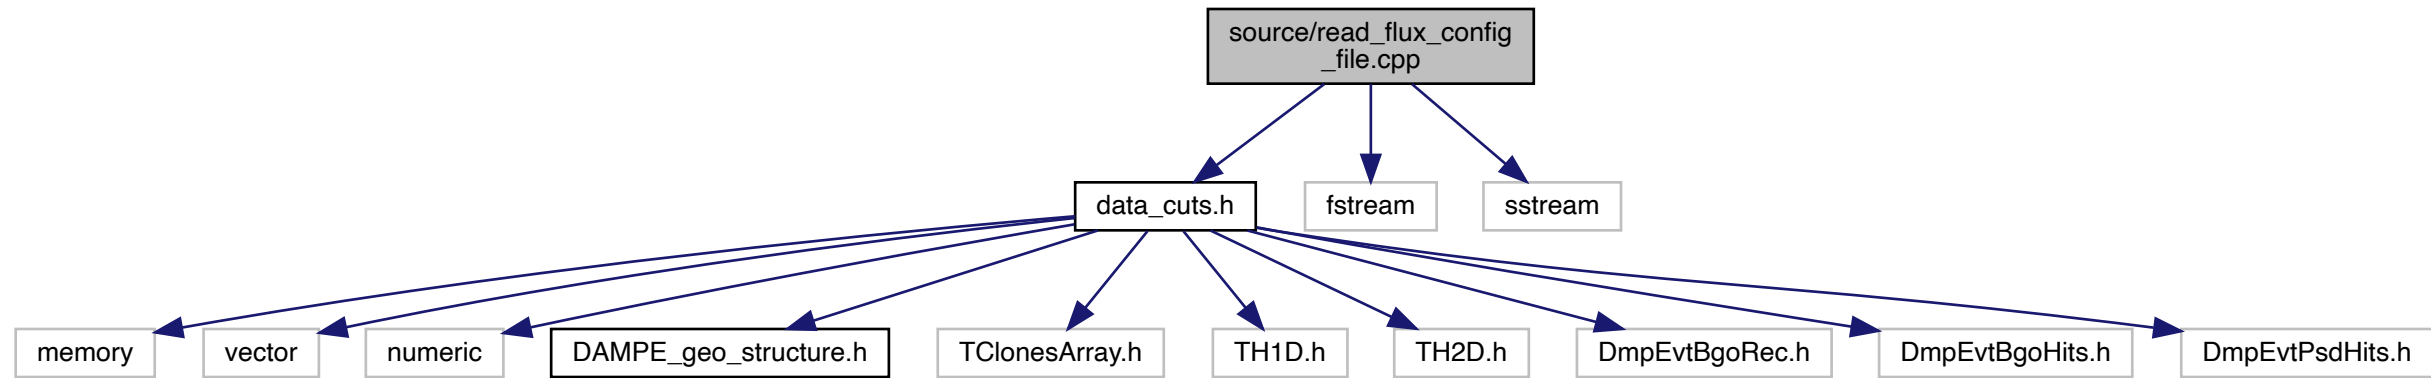 source/read_flux_config
_file.cpp
data_cuts.h
fstream
sstream
memory
vector
numeric
DAMPE_geo_structure.h
TClonesArray.h
TH1D.h
TH2D.h
DmpEvtBgoRec.h
DmpEvtBgoHits.h
DmpEvtPsdHits.h